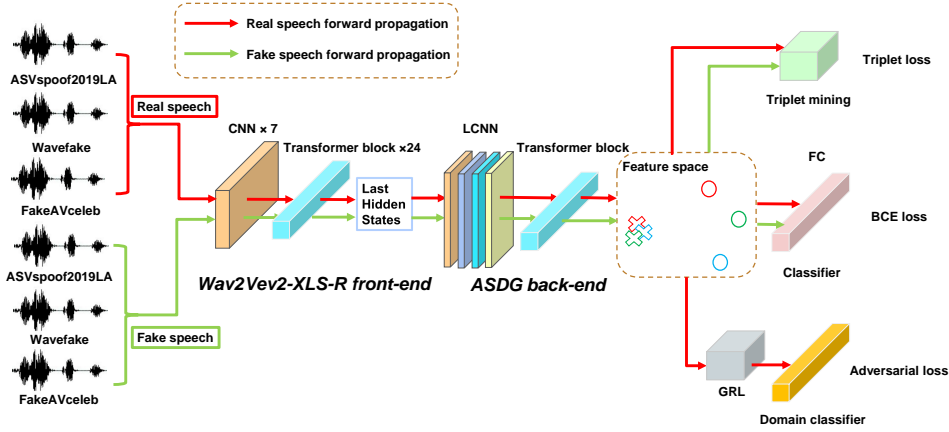 Real speech forward propagation
Fake speech forward propagation
ASVspoof2019LA
Real speech
Wavefake
FakeAVceleb
ASVspoof2019LA
Wavefake
Fake speech
FakeAVceleb
CNN × 7
Transformer block ×24
Last
Hidden
States
Wav2Vev2-XLS-R front-end
LCNN
Transformer block
ASDG back-end
Feature space
Triplet mining
Triplet loss
FC
Classifier
BCE loss
GRL
Domain classifier
Adversarial loss